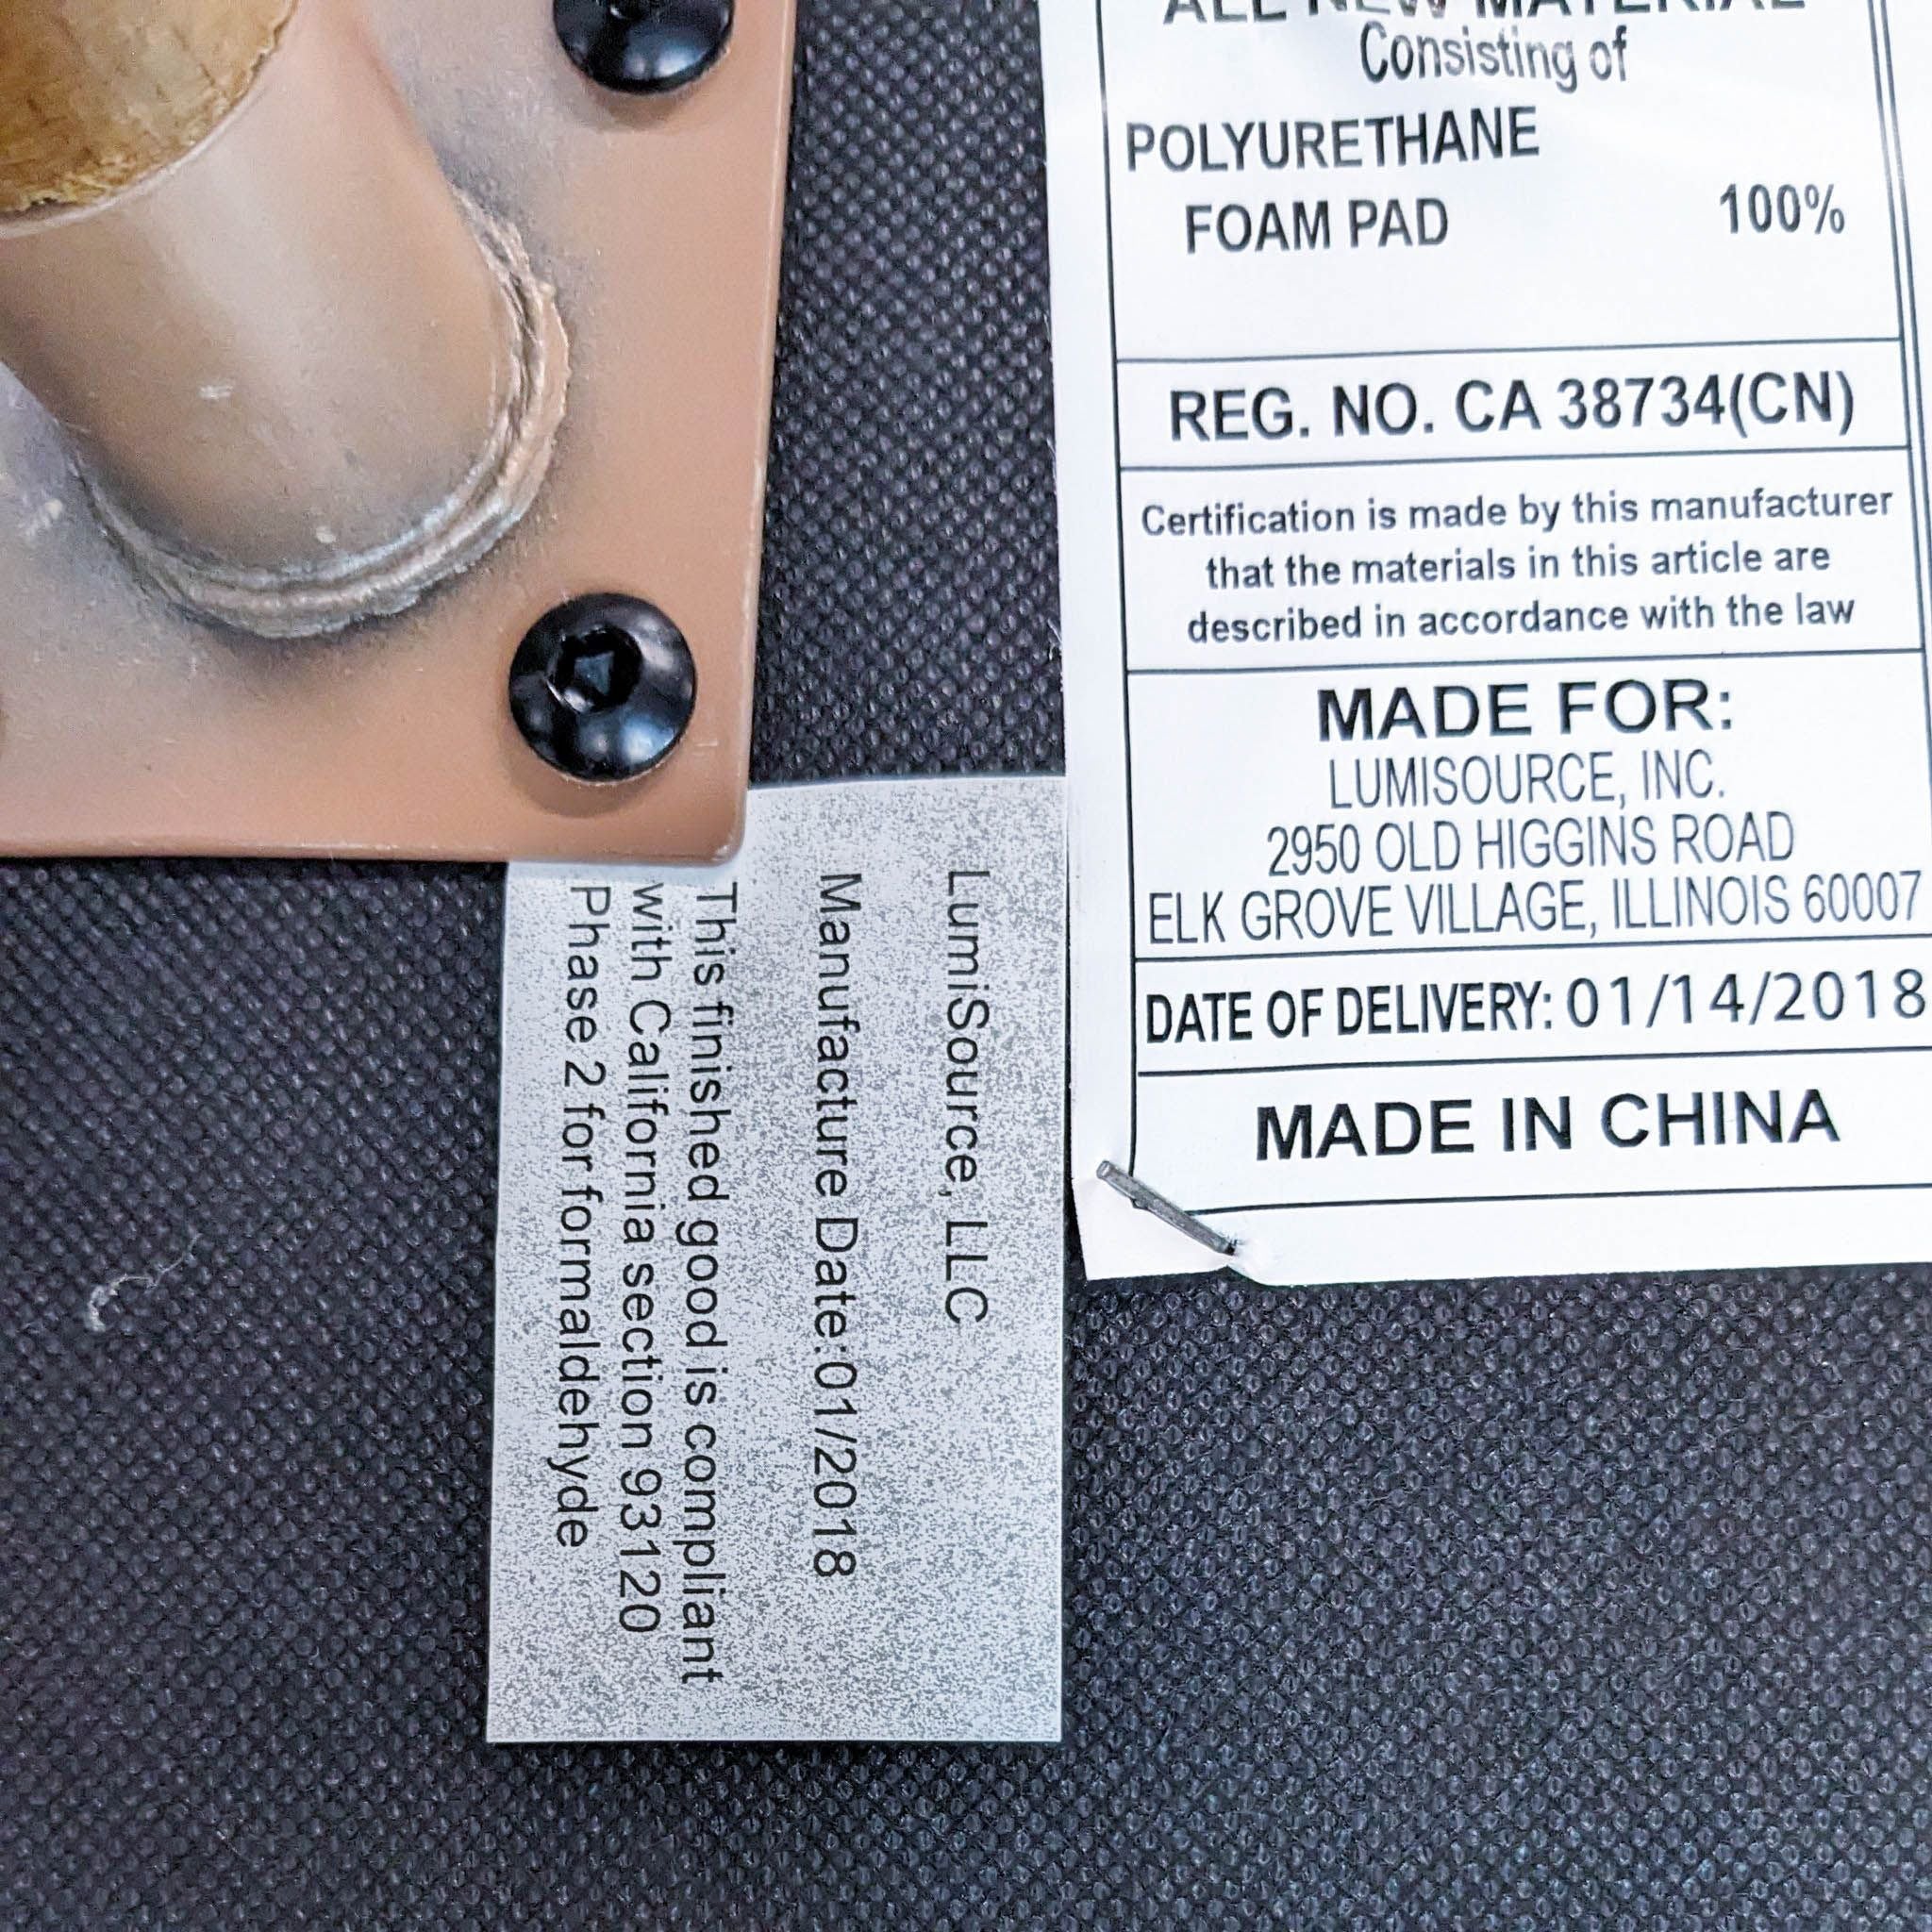 ALL NEW MATERIAL
Consisting of
POLYURETHANE
FOAM PAD 100%
REG. NO. CA 38734(CN)
Certification is made by this manufacturer
that the materials in this article are
described in accordance with the law
MADE FOR:
LUMISOURCE, INC.
2950 OLD HIGGINS ROAD
ELK GROVE VILLAGE, ILLINOIS 60007
DATE OF DELIVERY: 01/14/2018
MADE IN CHINA
LumiSource, LLC
Manufacture Date:01/2018
This finished good is compliant
with California section 93120
Phase 2 for formaldehyde